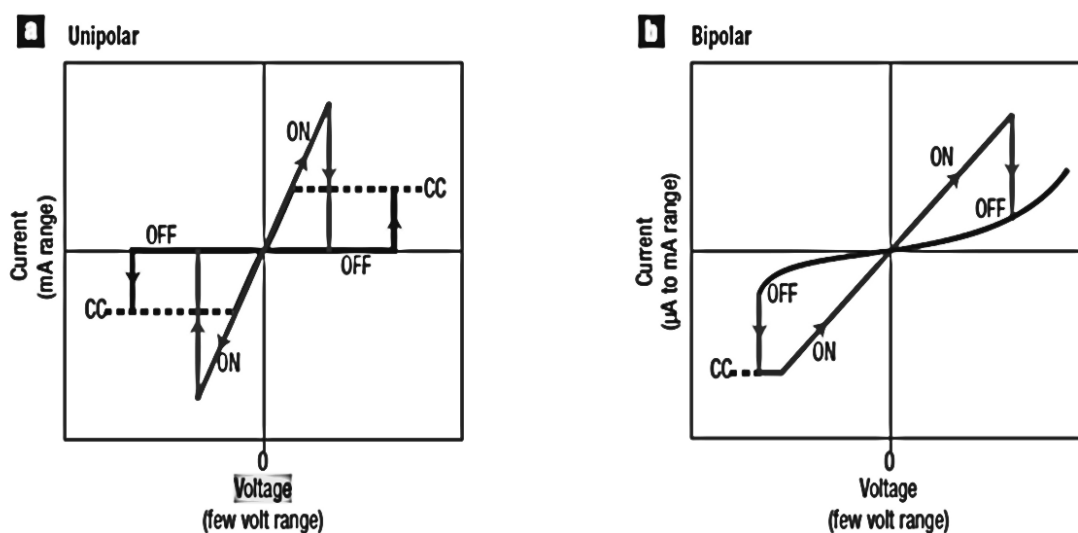 a Unipolar
ON
CC
OFF
OFF
CC
ON
Current
(mA range)
0
Voltage
(few volt range)
b Bipolar
ON
OFF
OFF
CC
ON
Current
(μA to mA range)
0
Voltage
(few volt range)